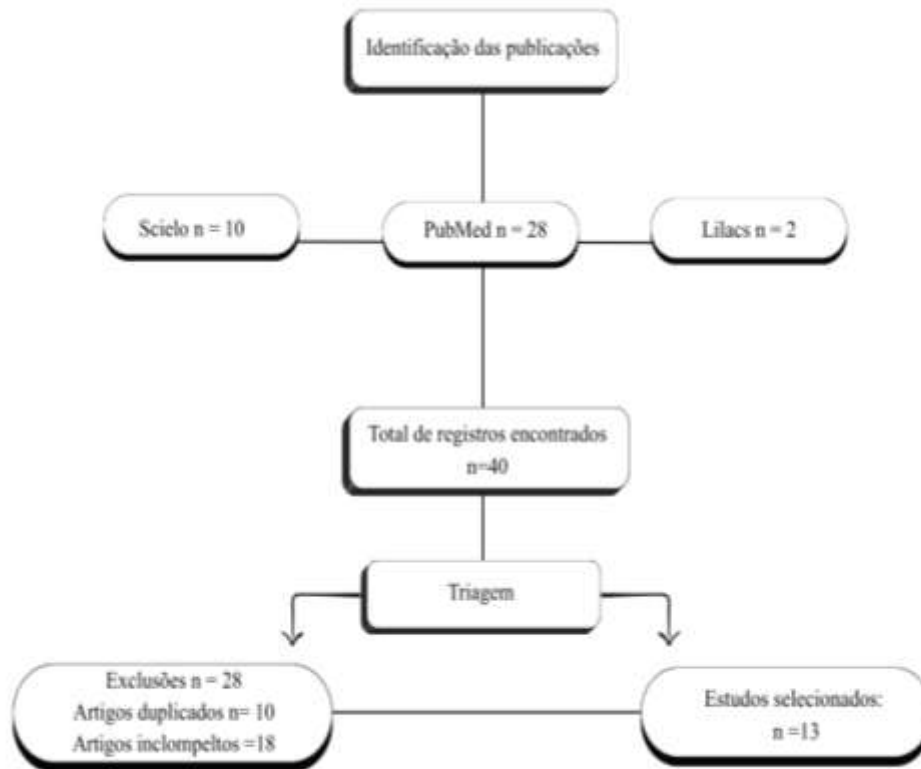 Identificação das publicações
Scielo n = 10
PubMed n = 28
Lilacs n = 2
Total de registros encontrados
n=40
Triagem
Exclusões n = 28
Artigos duplicados n= 10
Artigos inclompeltos =18
Estudos selecionados:
n =13